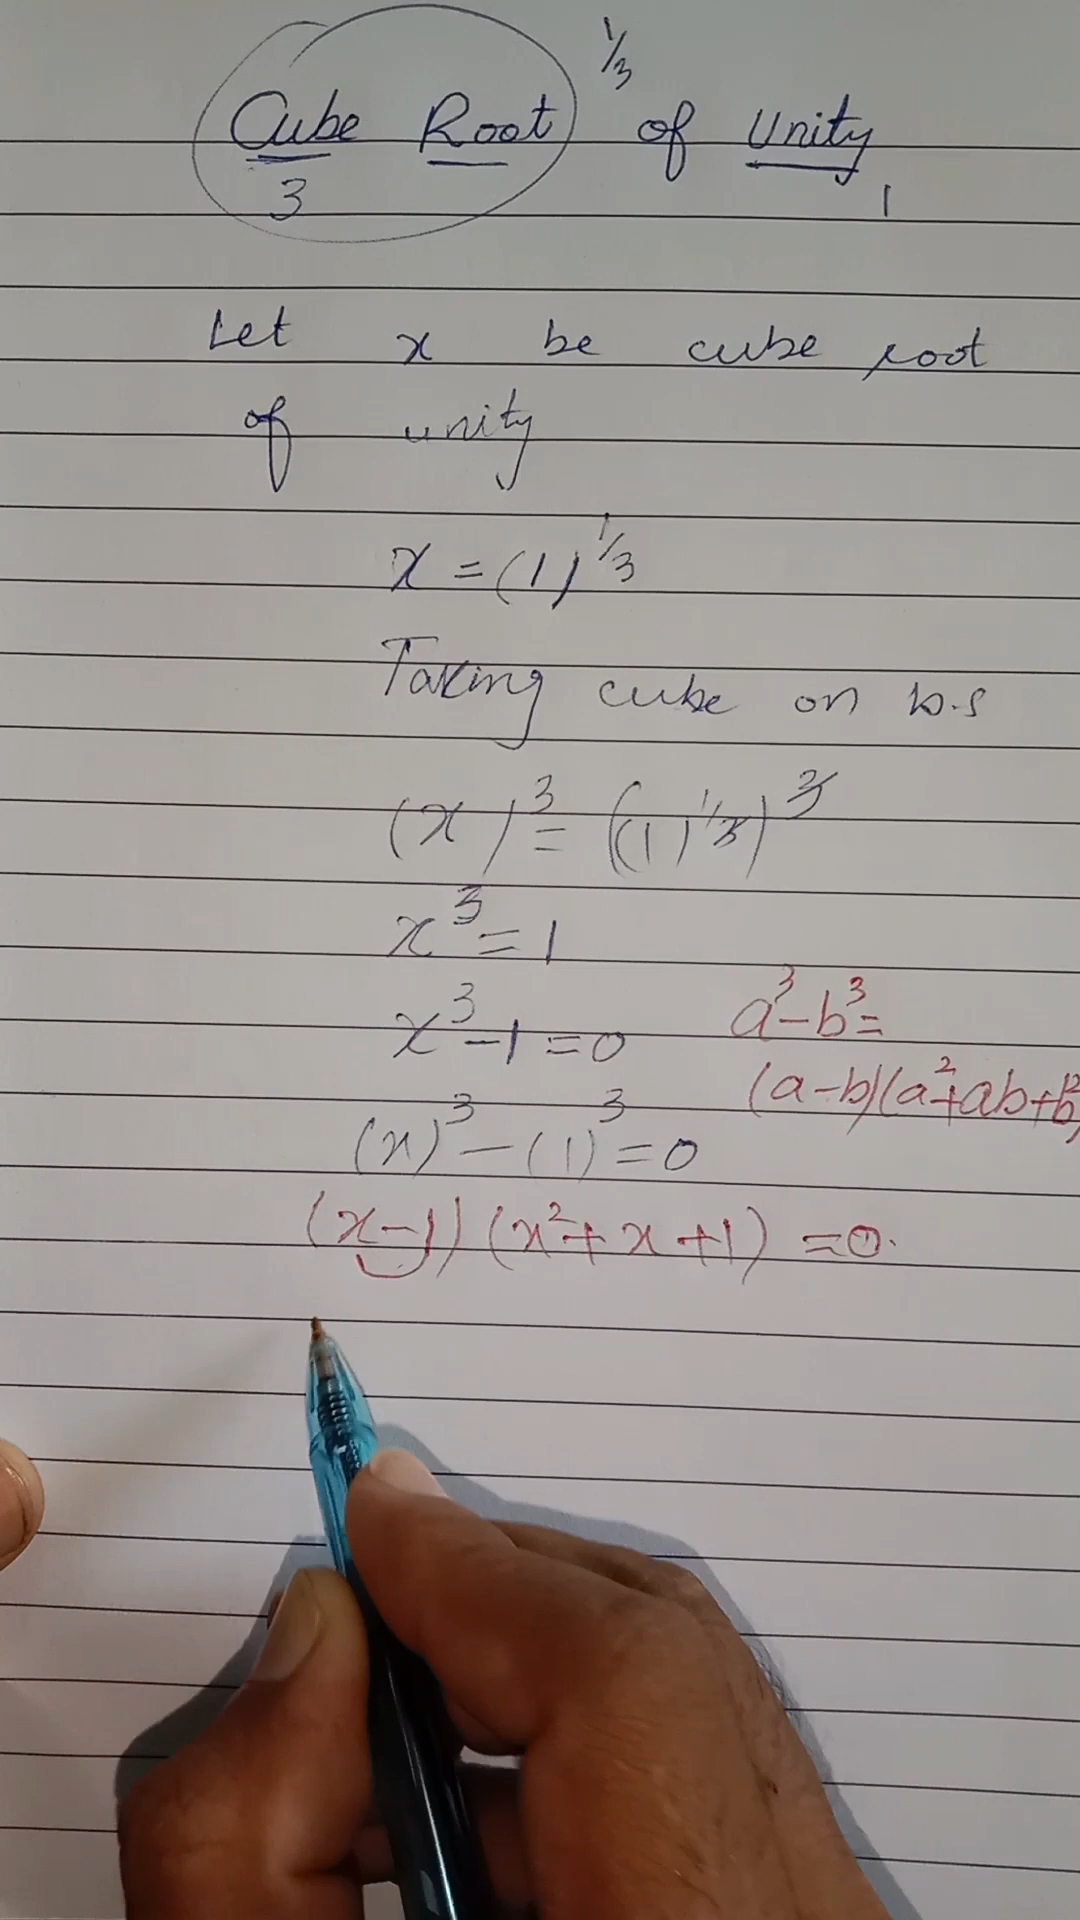 1/3
Cube Root of Unity
3 1
Let x be cube root
of unity
x = (1)^1/3
Taking cube on b.s
(x)^3 = ((1)^1/3)^3
x^3 = 1
x^3 - 1 = 0
a^3 - b^3 =
(a-b)(a^2+ab+b^2)
(x)^3 - (1)^3 = 0
(x-1)(x^2+x+1) = 0.